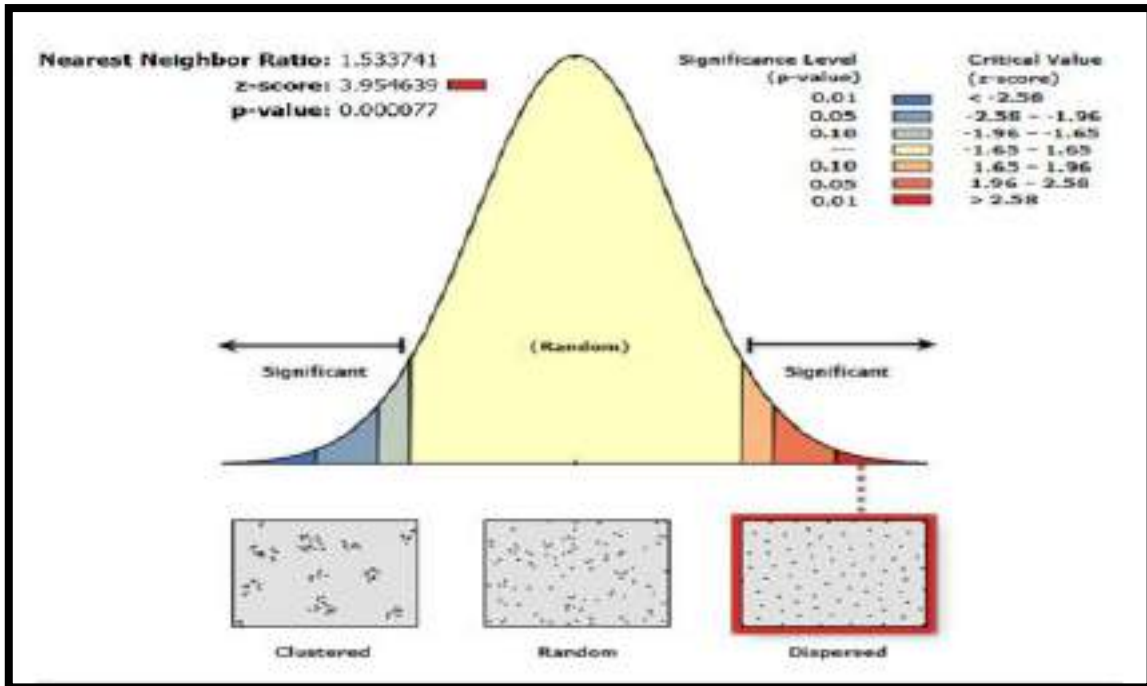 Nearest Neighbor Ratio: 1.533741
z-score: 3.954639
p-value: 0.000077
Significance Level
(p-value)
Critical Value
(z-score)
0.01 < -2.58
0.05 -2.58 - -1.96
0.10 -1.96 - -1.65
--- -1.65 - 1.65
0.10 1.65 - 1.96
0.05 1.96 - 2.58
0.01 > 2.58
(Random)
Significant
Significant
Clustered
Random
Dispersed